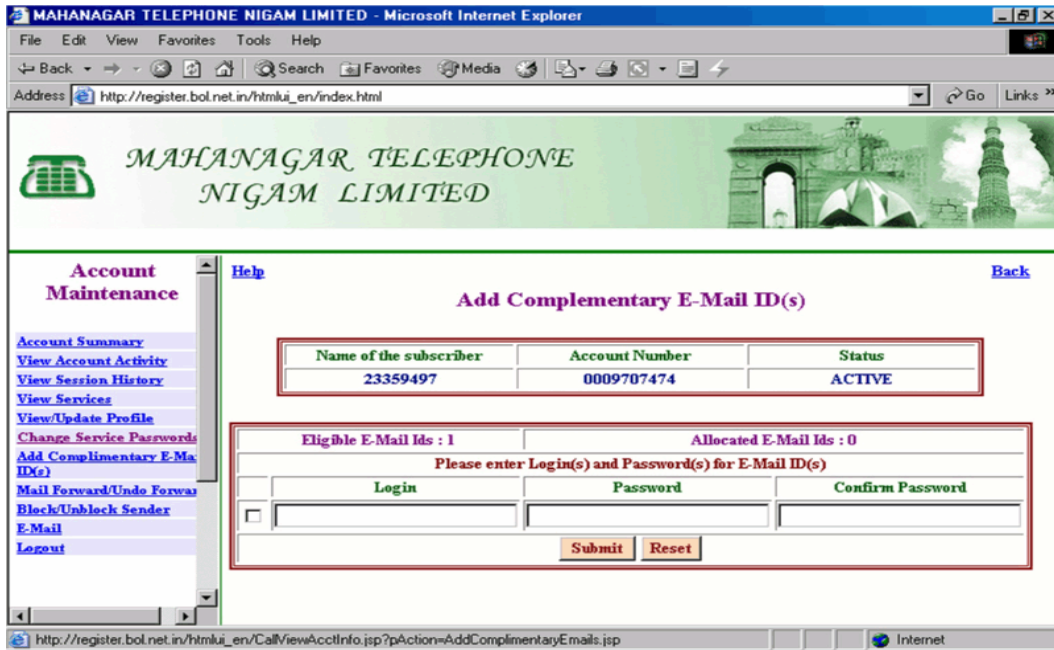 MAHANAGAR TELEPHONE NIGAM LIMITED - Microsoft Internet Explorer
File Edit View Favorites Tools Help
Back Search Favorites Media
Address http://register.bol.net.in/htmlui_en/index.html Go Links »
MAHANAGAR TELEPHONE
NIGAM LIMITED
Account
Maintenance
Account Summary
View Account Activity
View Session History
View Services
View/Update Profile
Change Service Passwords
Add Complimentary E-Ma
ID(s)
Mail Forward/Undo Forwar
Block/Unblock Sender
E-Mail
Logout
Help Back
Add Complementary E-Mail ID(s)
Name of the subscriber Account Number Status
23359497 0009707474 ACTIVE
Eligible E-Mail Ids : 1 Allocated E-Mail Ids : 0
Please enter Login(s) and Password(s) for E-Mail ID(s)
Login Password Confirm Password
Submit Reset
http://register.bol.net.in/htmlui_en/CallViewAcctInfo.jsp?pAction=AddComplimentaryEmails.jsp Internet